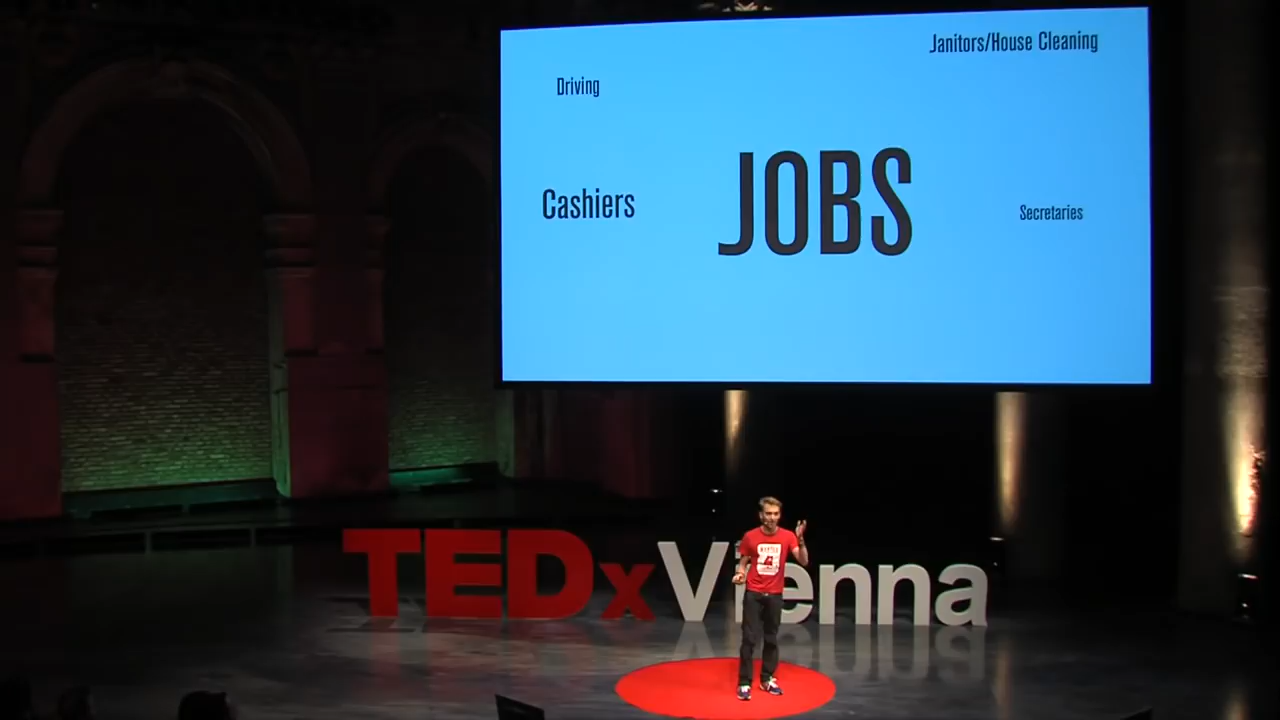 Janitors/House Cleaning
Driving
Cashiers
JOBS
Secretaries
TEDxVienna